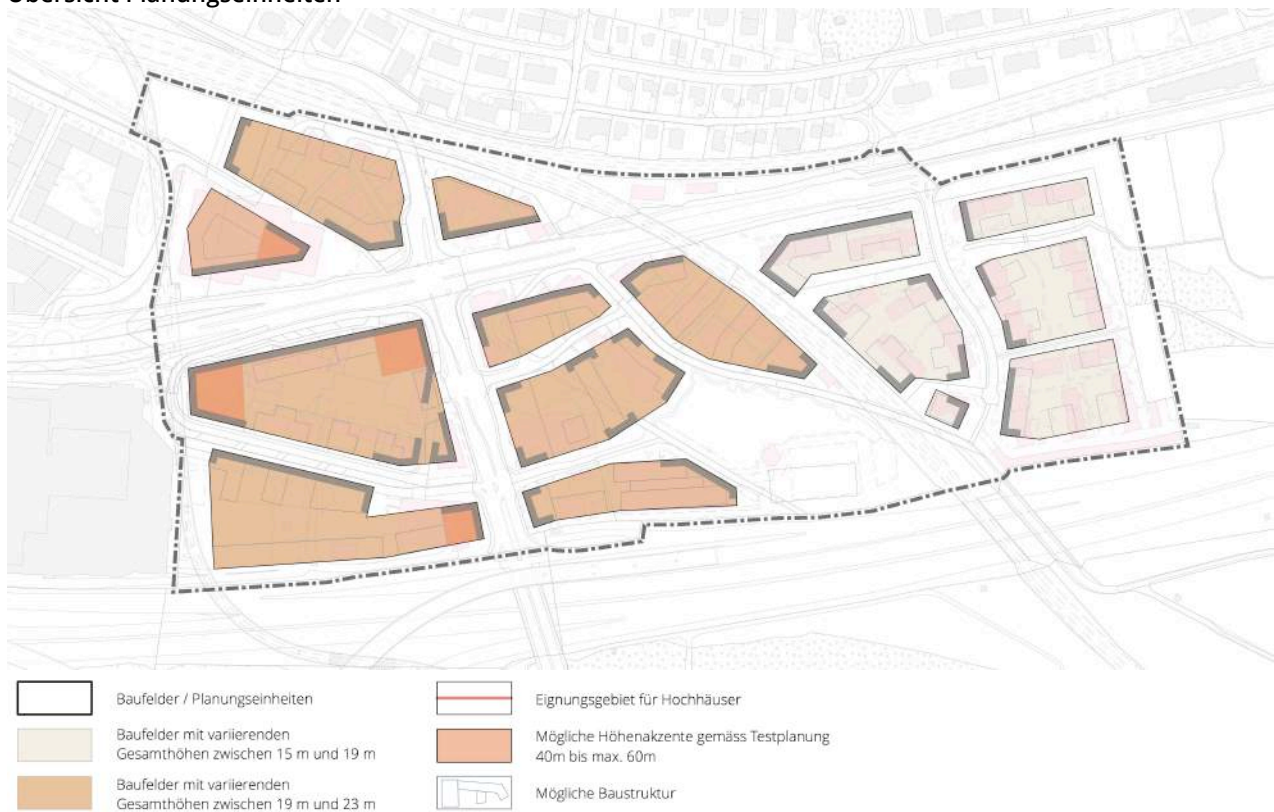 Übersicht Planungseinheiten
Baufelder / Planungseinheiten
Baufelder mit variierenden
Gesamthöhen zwischen 15 m und 19 m
Baufelder mit variierenden
Gesamthöhen zwischen 19 m und 23 m
Eignungsgebiet für Hochhäuser
Mögliche Höhenakzente gemäss Testplanung
40m bis max. 60m
Mögliche Baustruktur